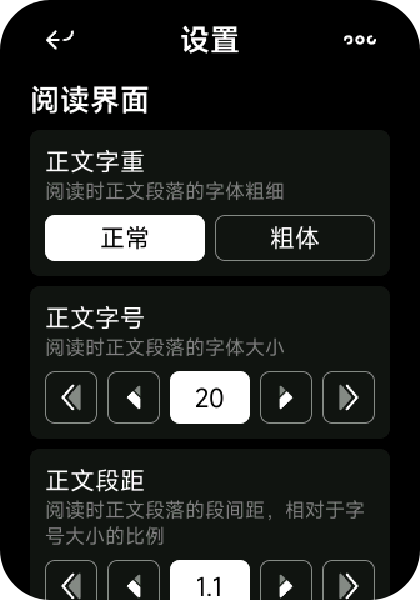 设置
阅读界面
正文字重
阅读时正文段落的字体粗细
正常 粗体
正文字号
阅读时正文段落的字体大小
20
正文段距
阅读时正文段落的段间距，相对于字
号大小的比例
1.1